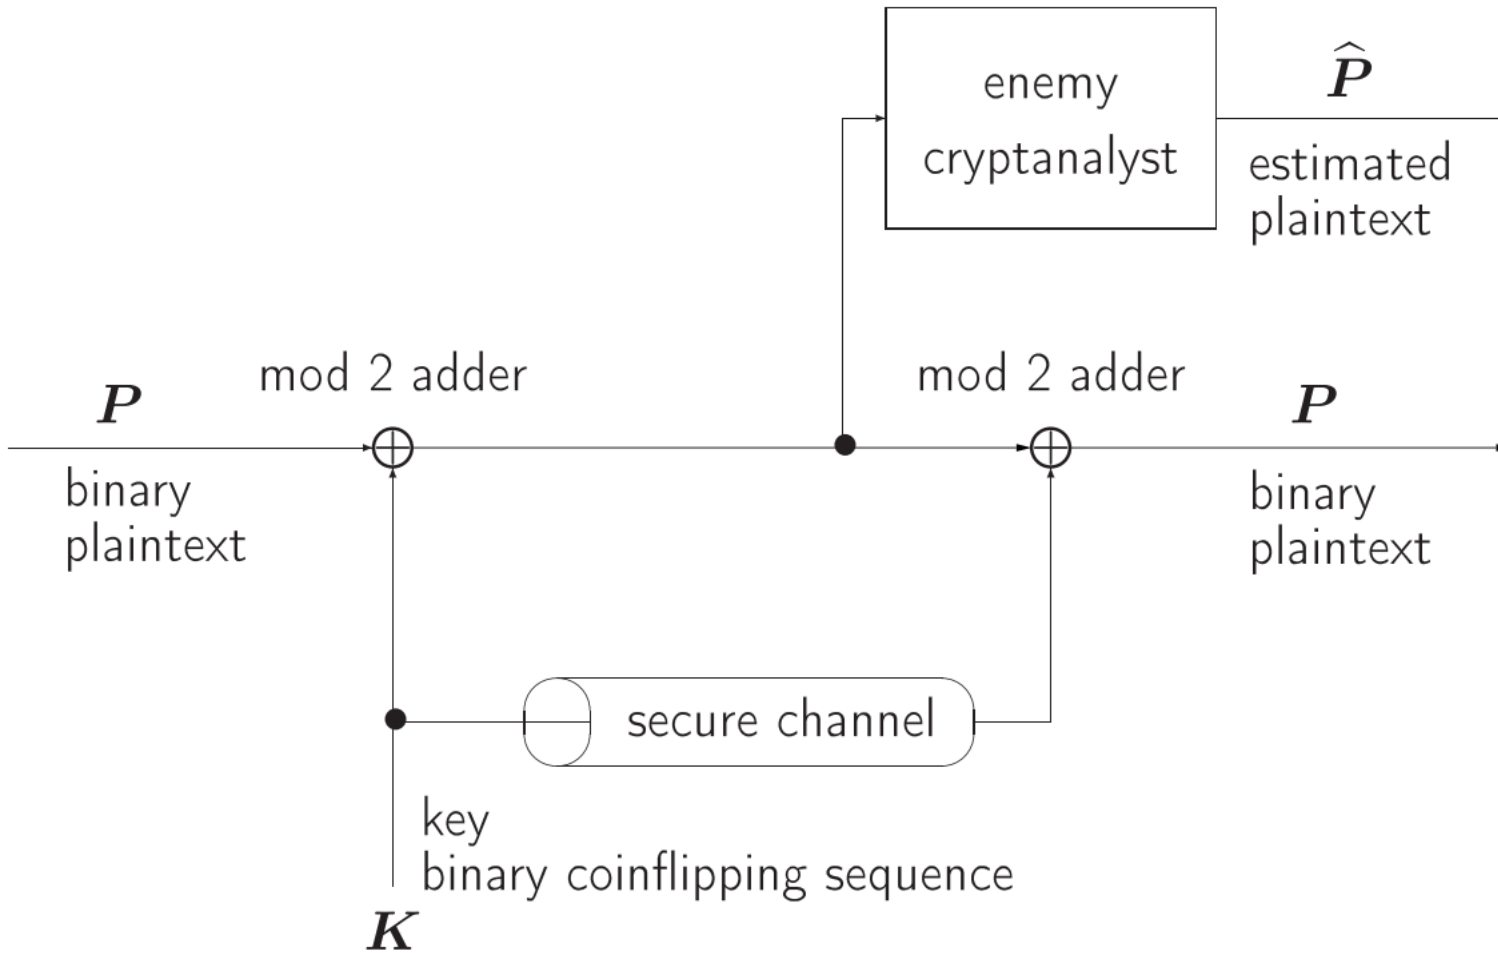 enemy
cryptanalyst
P̂
estimated
plaintext
mod 2 adder
mod 2 adder
P
P
binary
plaintext
binary
plaintext
secure channel
key
binary coinflipping sequence
K